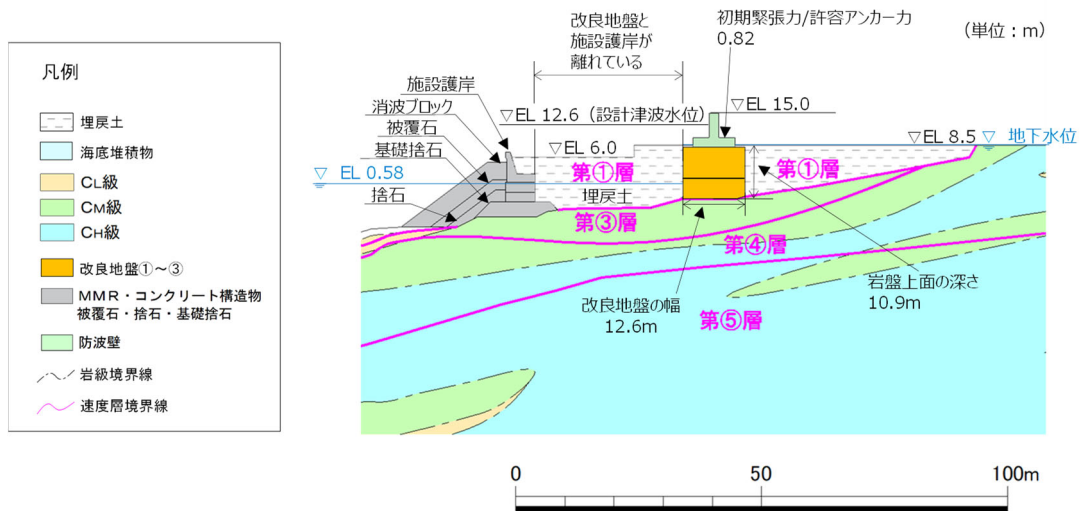 改良地盤と
施設護岸が
離れている
初期緊張力/許容アンカー力
0.82
(単位：m)
凡例
埋戻土
海底堆積物
CL級
CM級
CH級
改良地盤①～③
MMR・コンクリート構造物
被覆石・捨石・基礎捨石
防波壁
岩級境界線
速度層境界線
施設護岸
消波ブロック
被覆石
基礎捨石
捨石
▽EL 12.6（設計津波水位）
▽EL 15.0
▽EL 6.0
▽EL 8.5
▽ 地下水位
▽ EL 0.58
第①層
埋戻土
第①層
第③層
第④層
第⑤層
改良地盤の幅
12.6m
岩盤上面の深さ
10.9m
0
50
100m